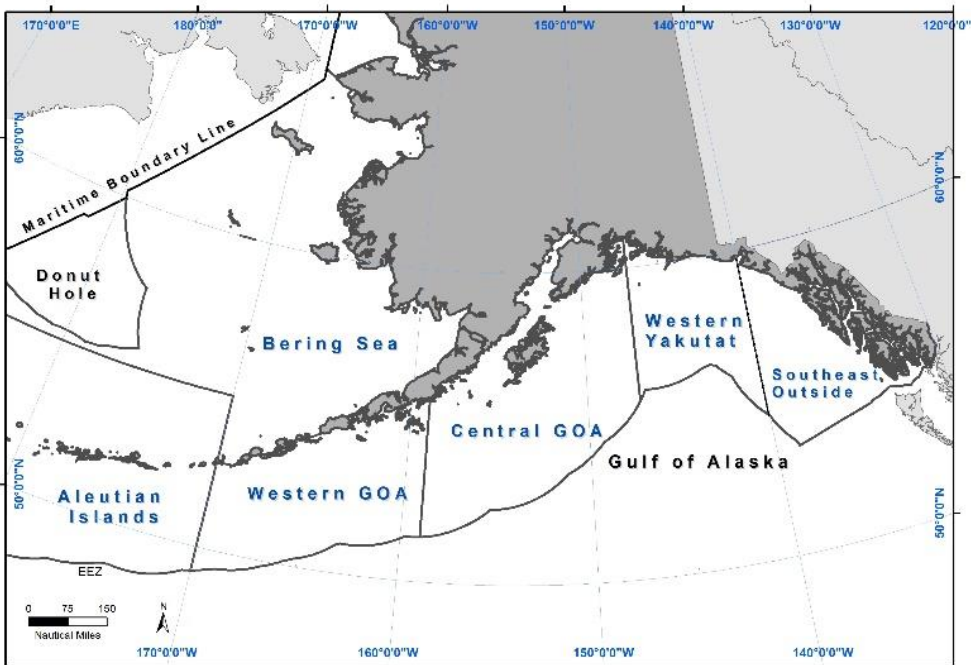 170°0'0"E
180°0'0"
170°0'0"W
160°0'0"W
150°0'0"W
140°0'0"W
130°0'0"W
120°0'0"W
60°0'0"N
Maritime Boundary Line
60°0'0"N
Donut
Hole
Bering Sea
Western
Yakutat
Southeast
Outside
Central GOA
Gulf of Alaska
Western GOA
Aleutian
Islands
50°0'0"N
50°0'0"N
EEZ
0 75 150
Nautical Miles
N
170°0'0"W
160°0'0"W
150°0'0"W
140°0'0"W